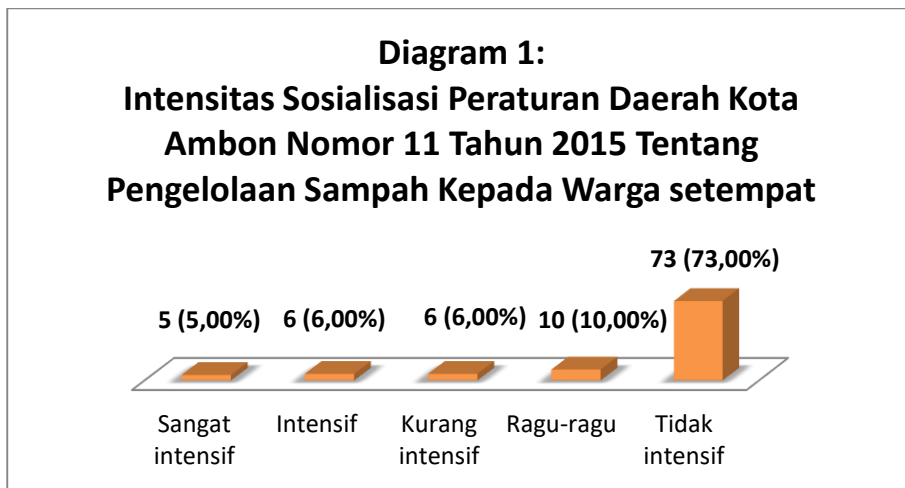 Diagram 1:
Intensitas Sosialisasi Peraturan Daerah Kota
Ambon Nomor 11 Tahun 2015 Tentang
Pengelolaan Sampah Kepada Warga setempat
73 (73,00%)
5 (5,00%) 6 (6,00%) 6 (6,00%) 10 (10,00%)
Sangat intensif
Intensif
Kurang intensif
Ragu-ragu
Tidak intensif